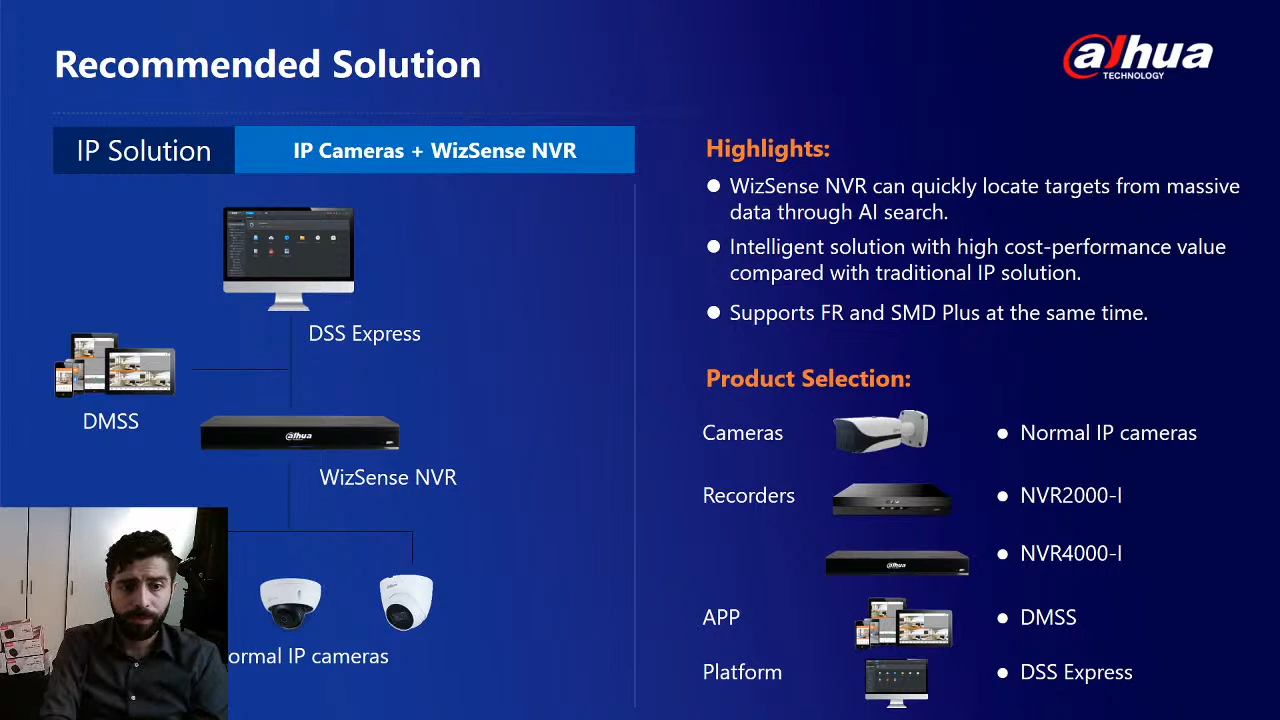 Recommended Solution
alhua
TECHNOLOGY
IP Solution
IP Cameras + WizSense NVR
DSS Express
DMSS
alhua
WizSense NVR
ormal IP cameras
Highlights:
WizSense NVR can quickly locate targets from massive
data through AI search.
Intelligent solution with high cost-performance value
compared with traditional IP solution.
Supports FR and SMD Plus at the same time.
Product Selection:
Cameras
Normal IP cameras
Recorders
NVR2000-I
alhua
NVR4000-I
APP
DMSS
Platform
DSS Express